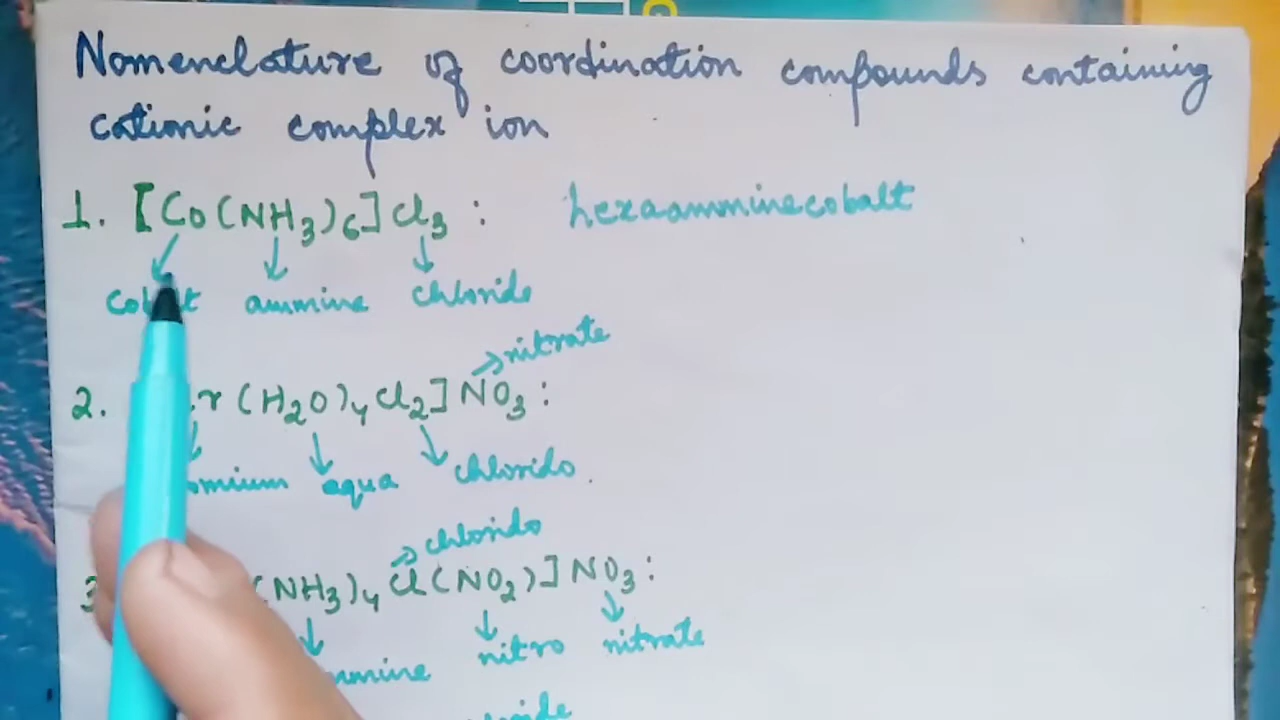 Nomenclature of coordination compounds containing
cationic complex ion
1. [Co(NH3)6]Cl3 : hexaamminecobalt
ammine chloride
nitrate
2. (H2O)4Cl2]NO3 :
aqua chlorido
chlorido
(NH3)4Cl(NO2)]NO3 :
nitro nitrate